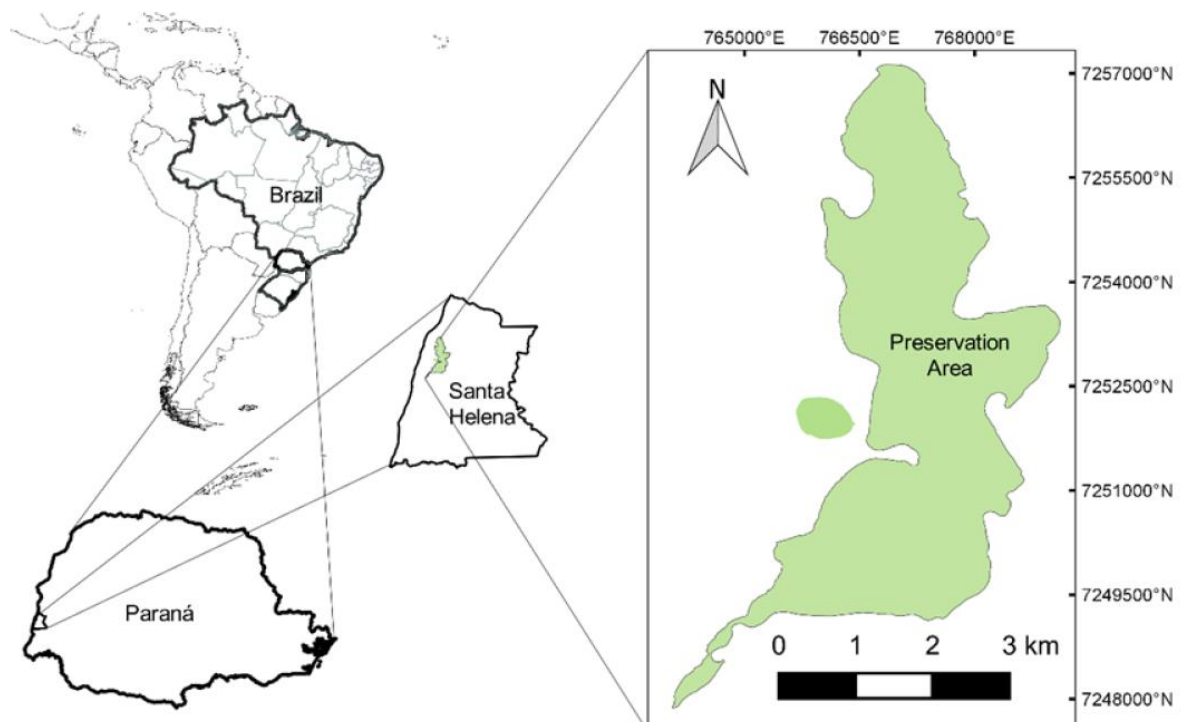 765000°E 766500°E 768000°E
N
7257000°N
7255500°N
7254000°N
7252500°N
7251000°N
7249500°N
7248000°N
Brazil
Santa
Helena
Paraná
Preservation
Area
0 1 2 3 km